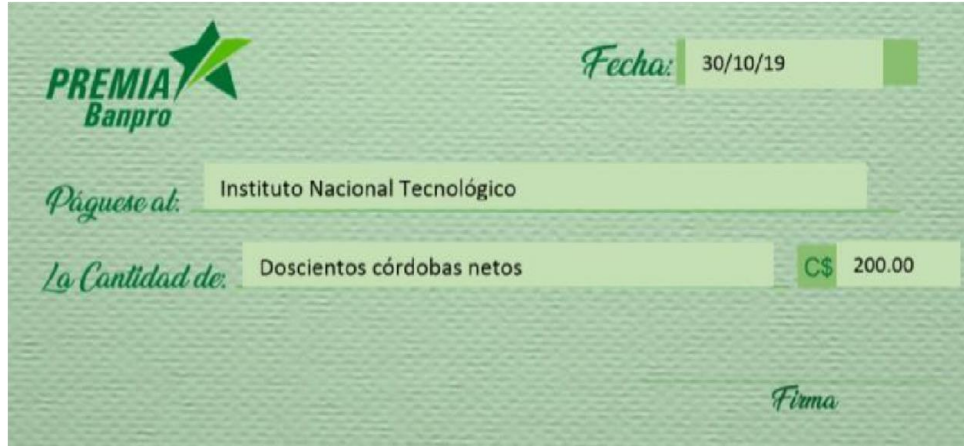 PREMIA
Banpro
Fecha: 30/10/19
Páguese al: Instituto Nacional Tecnológico
La Cantidad de: Doscientos córdobas netos C$ 200.00
Firma